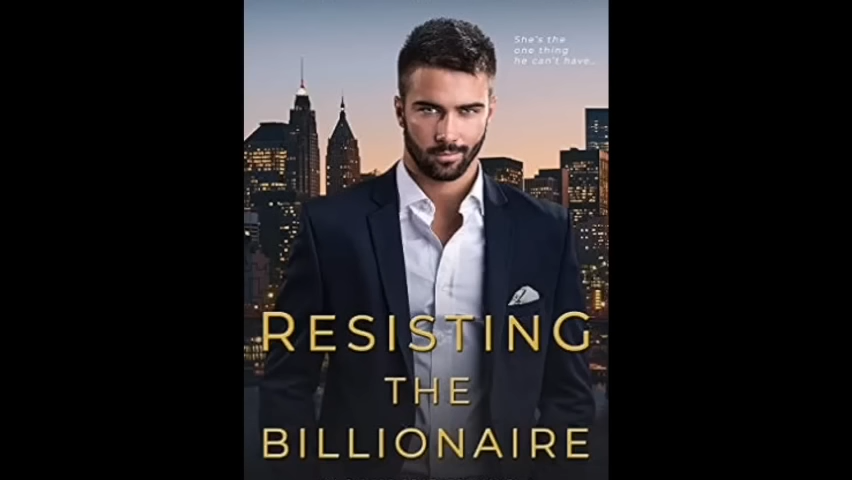 She's the
one thing
he can't have...
RESISTING
THE
BILLIONAIRE